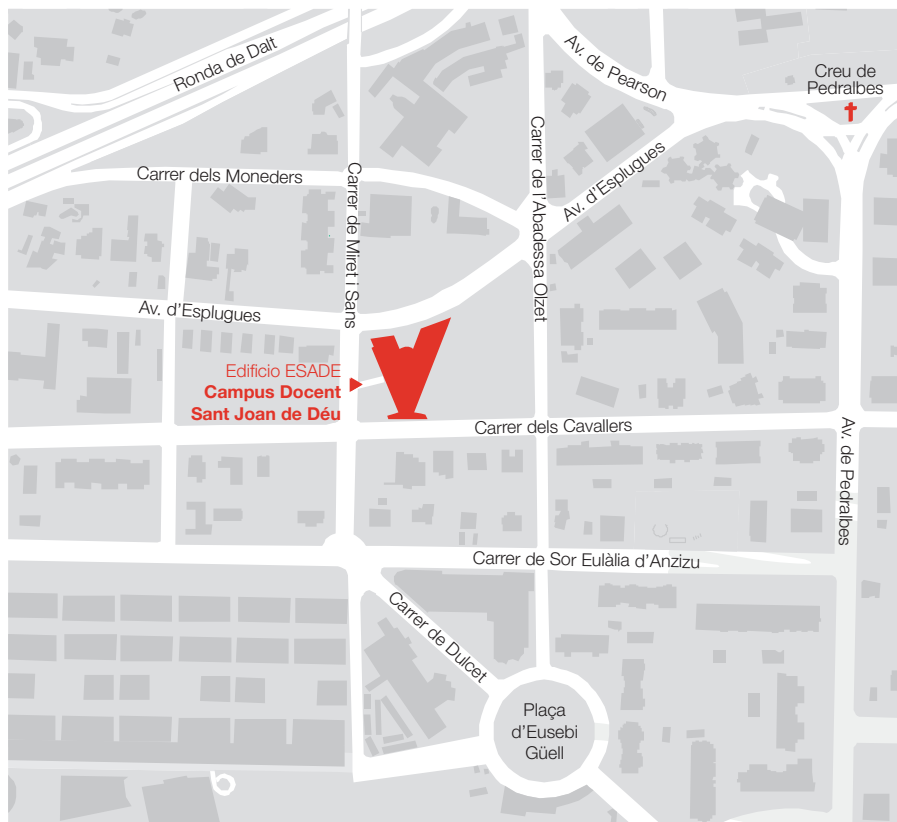 Ronda de Dalt
Av. de Pearson
Creu de
Pedralbes
Carrer dels Moneders
Carrer de Miret i Sans
Carrer de l'Abadessa Olzet
Av. d'Esplugues
Av. d'Esplugues
Edificio ESADE
Campus Docent
Sant Joan de Déu
Carrer dels Cavallers
Av. de Pedralbes
Carrer de Sor Eulàlia d'Anzizu
Carrer de Dulcet
Plaça
d'Eusebi
Güell